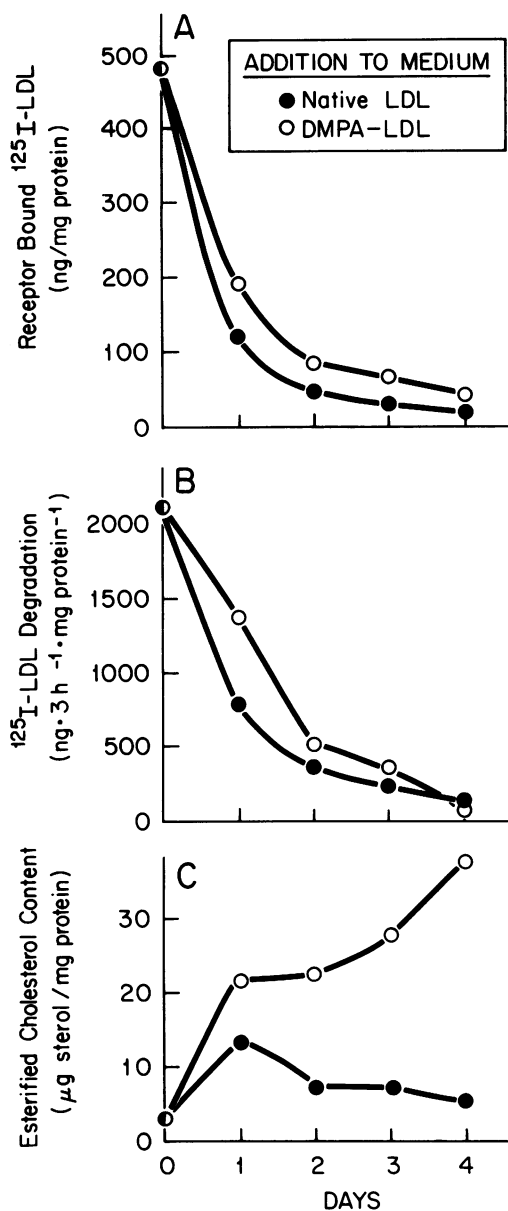 A
500
400
300
200
100
0
Receptor Bound ¹²⁵I-LDL
(ng/mg protein)
ADDITION TO MEDIUM
Native LDL
DMPA-LDL
B
2000
1500
1000
500
0
¹²⁵I-LDL Degradation
(ng·3h⁻¹·mg protein⁻¹)
C
30
20
10
0
Esterified Cholesterol Content
(μg sterol/mg protein)
0 1 2 3 4
DAYS